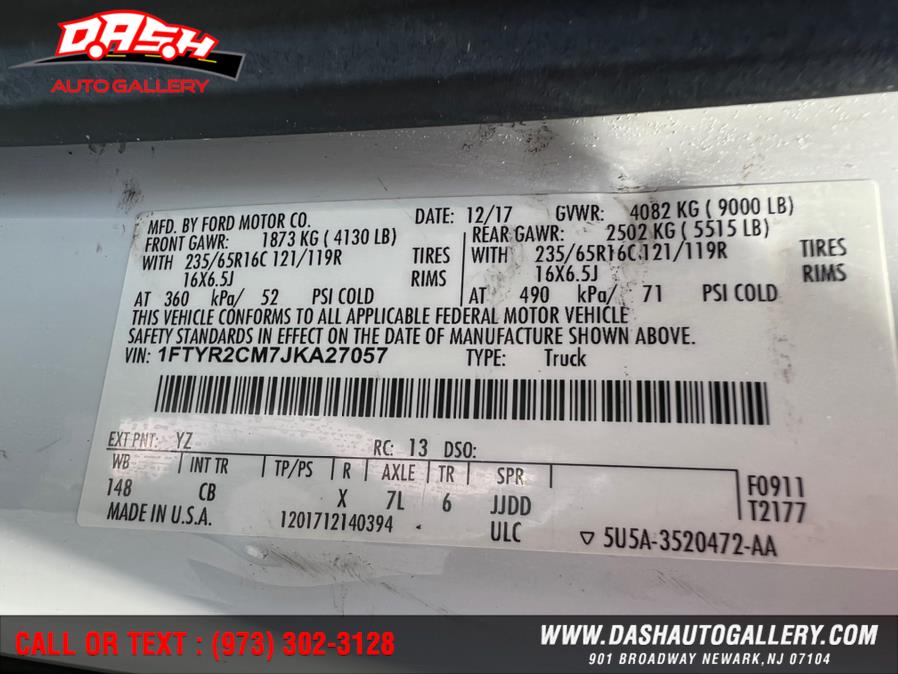 DASH
AUTO GALLERY
MFD. BY FORD MOTOR CO. DATE: 12/17 GVWR: 4082 KG ( 9000 LB)
FRONT GAWR: 1873 KG ( 4130 LB) REAR GAWR: 2502 KG ( 5515 LB)
WITH 235/65R16C 121/119R TIRES WITH 235/65R16C 121/119R TIRES
16X6.5J RIMS 16X6.5J RIMS
AT 360 kPa/ 52 PSI COLD AT 490 kPa/ 71 PSI COLD
THIS VEHICLE CONFORMS TO ALL APPLICABLE FEDERAL MOTOR VEHICLE
SAFETY STANDARDS IN EFFECT ON THE DATE OF MANUFACTURE SHOWN ABOVE.
VIN: 1FTYR2CM7JKA27057 TYPE: Truck
EXT PNT: YZ RC: 13 DSO:
WB INT TR TP/PS R AXLE TR SPR F0911
148 CB X 7L 6 JJDD T2177
MADE IN U.S.A. 1201712140394 ULC ▽ 5U5A-3520472-AA
CALL OR TEXT : (973) 302-3128
WWW.DASHAUTOGALLERY.COM
901 BROADWAY NEWARK,NJ 07104